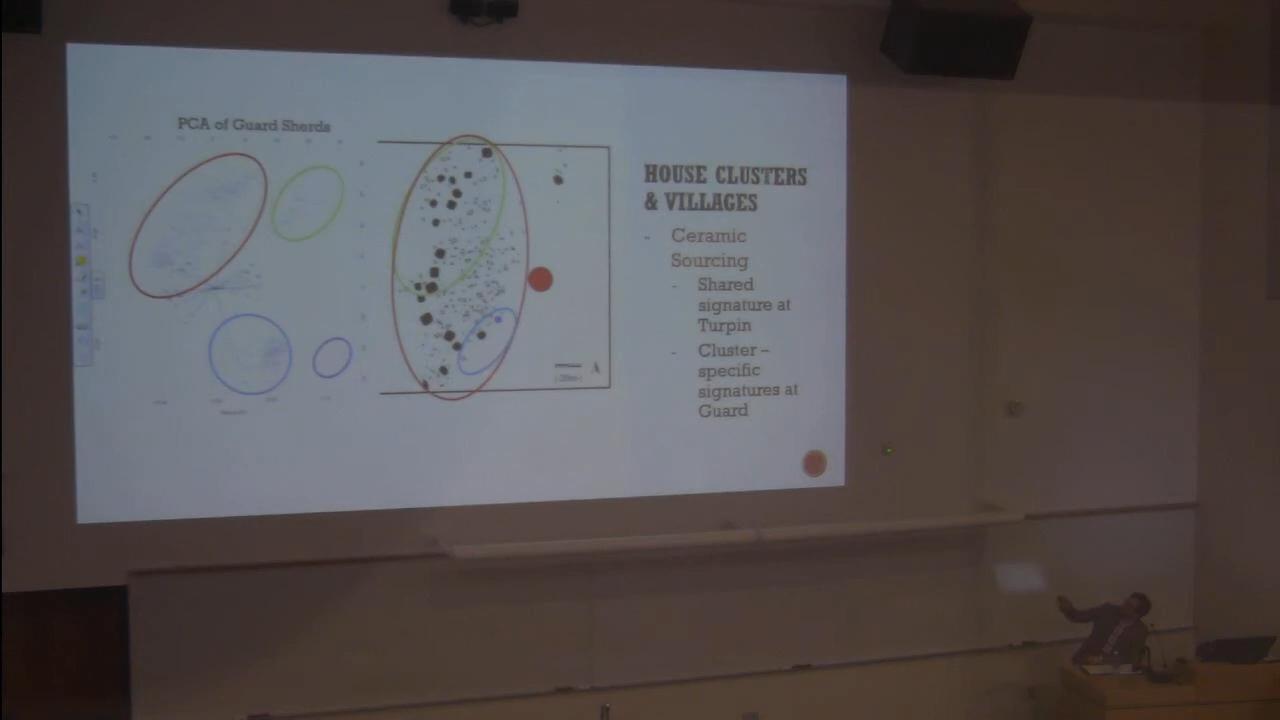 PCA of Guard Sherds
HOUSE CLUSTERS
& VILLAGES
- Ceramic
Sourcing
- Shared
signature at
Turpin
- Cluster –
specific
signatures at
Guard
A